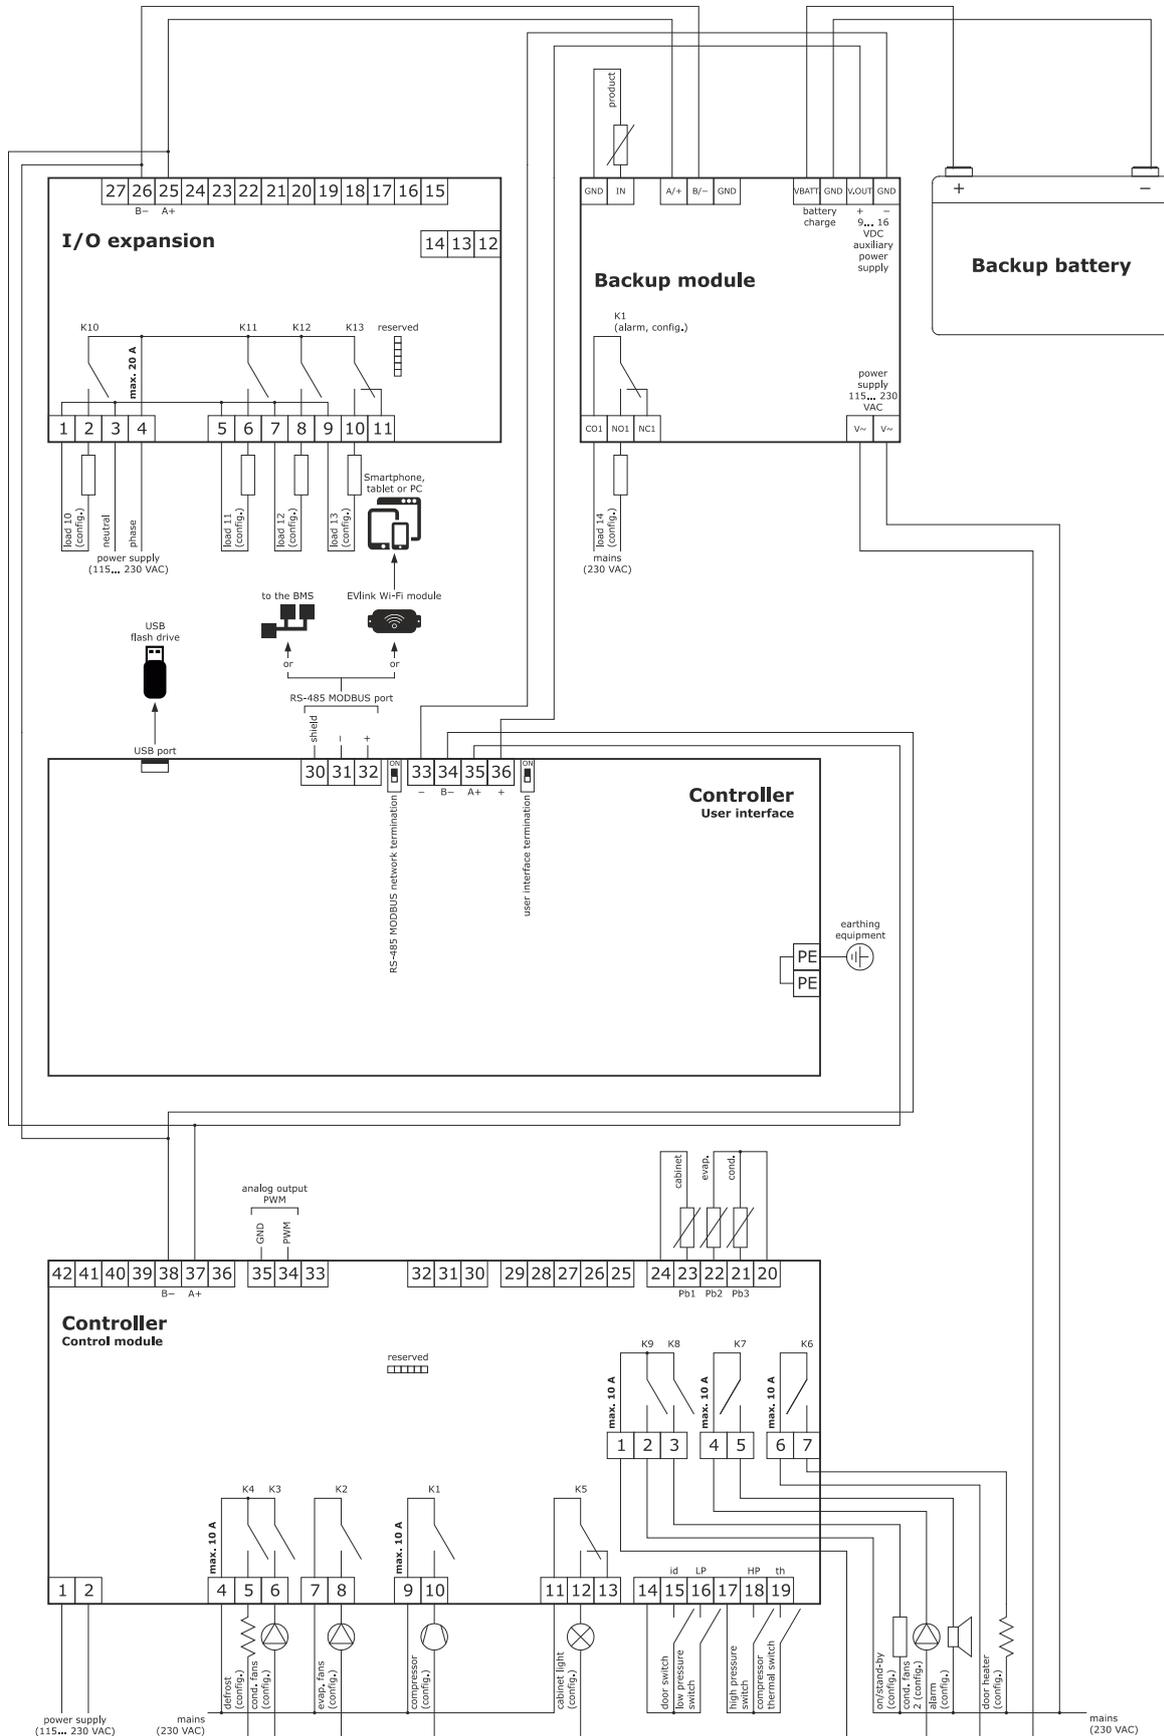 product
GND
IN
A/+
B/−
GND
VBATT
GND
V.OUT
GND
battery
charge
+
−
9... 16
VDC
auxiliary
power
supply
+
−
Backup battery
27
26
25
24
23
22
21
20
19
18
17
16
15
B−
A+
I/O expansion
14
13
12
Backup module
K1
(alarm, config.)
K10
max. 20 A
K11
K12
K13
reserved
power
supply
115... 230
VAC
1
2
3
4
5
6
7
8
9
10
11
CO1
NO1
NC1
V~
V~
load 10
(config.)
neutral
phase
load 11
(config.)
load 12
(config.)
load 13
(config.)
power supply
(115... 230 VAC)
Smartphone,
tablet or PC
load 14
(config.)
mains
(230 VAC)
to the BMS
EVlink Wi-Fi module
USB
flash drive
or
or
RS-485 MODBUS port
shield
−
+
USB port
30
31
32
ON
33
34
35
36
ON
−
B−
A+
+
RS-485 MODBUS network termination
user interface termination
Controller
User interface
earthing
equipment
PE
PE
cabinet
evap.
cond.
analog output
PWM
GND
PWM
42
41
40
39
38
37
36
35
34
33
32
31
30
29
28
27
26
25
24
23
22
21
20
B−
A+
Pb1
Pb2
Pb3
Controller
Control module
reserved
K9
K8
K7
K6
max. 10 A
max. 10 A
max. 10 A
1
2
3
4
5
6
7
K4
K3
K2
K1
K5
max. 10 A
max. 10 A
id
LP
HP
th
1
2
4
5
6
7
8
9
10
11
12
13
14
15
16
17
18
19
defrost
(config.)
cond. fans
(config.)
evap. fans
(config.)
compressor
(config.)
cabinet light
(config.)
door switch
low pressure
switch
high pressure
switch
compressor
thermal switch
on/stand-by
(config.)
cond. fans
2 (config.)
alarm
(config.)
door heater
(config.)
power supply
(115... 230 VAC)
mains
(230 VAC)
mains
(230 VAC)